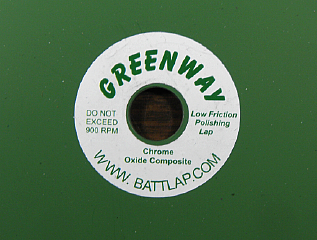 GREENWAY
DO NOT
EXCEED
900 RPM
Low Friction
Polishing
Lap
Chrome
Oxide Composite
WWW. BATTLAP.COM